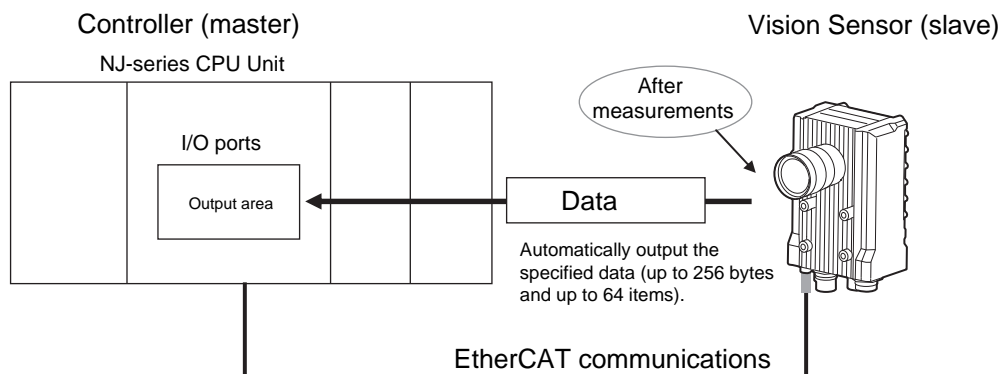 Controller (master)
Vision Sensor (slave)
NJ-series CPU Unit
After
measurements
I/O ports
Output area
Data
Automatically output the
specified data (up to 256 bytes
and up to 64 items).
EtherCAT communications